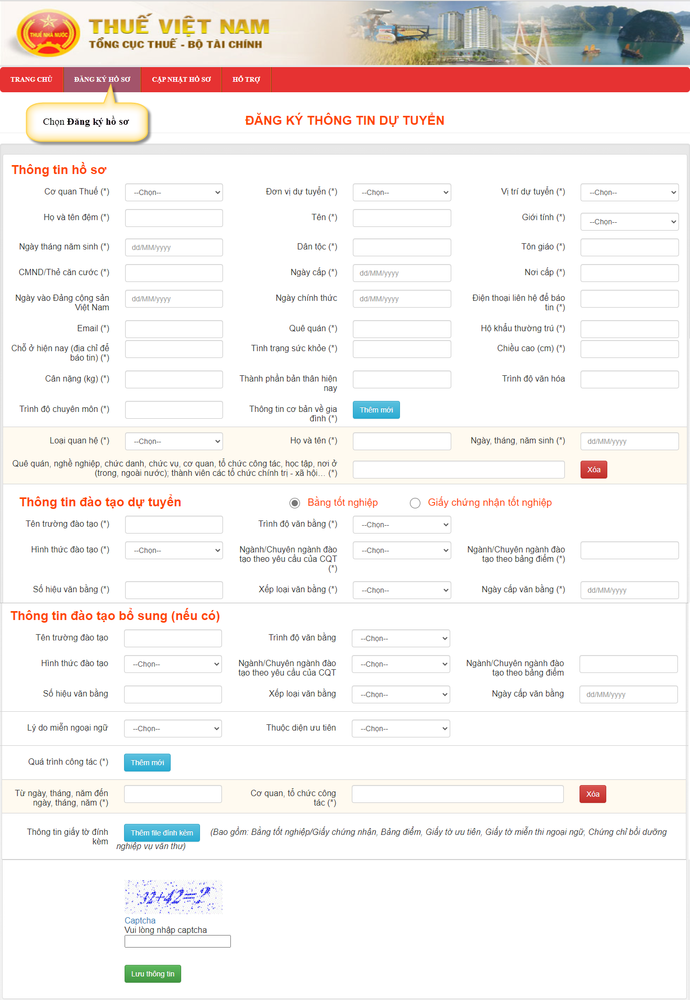 THUẾ NHÀ NƯỚC
THUẾ VIỆT NAM
TỔNG CỤC THUẾ - BỘ TÀI CHÍNH
TRANG CHỦ ĐĂNG KÝ HỒ SƠ CẬP NHẬT HỒ SƠ HỖ TRỢ
Chọn Đăng ký hồ sơ
ĐĂNG KÝ THÔNG TIN DỰ TUYỂN
Thông tin hồ sơ
Cơ quan Thuế (*) --Chọn-- Đơn vị dự tuyển (*) --Chọn-- Vị trí dự tuyển (*) --Chọn--
Họ và tên đệm (*) Tên (*) Giới tính (*) --Chọn--
Ngày tháng năm sinh (*) dd/MM/yyyy Dân tộc (*) Tôn giáo (*)
CMND/Thẻ căn cước (*) Ngày cấp (*) dd/MM/yyyy Nơi cấp (*)
Ngày vào Đảng cộng sản
Việt Nam
dd/MM/yyyy
Ngày chính thức dd/MM/yyyy
Điện thoại liên hệ để báo
tin (*)
Email (*) Quê quán (*) Hộ khẩu thường trú (*)
Chỗ ở hiện nay (địa chỉ để
báo tin) (*)
Tình trạng sức khỏe (*) Chiều cao (cm) (*)
Cân nặng (kg) (*)
Thành phần bản thân hiện
nay
Trình độ văn hóa
Trình độ chuyên môn (*)
Thông tin cơ bản về gia
đình (*)
Thêm mới
Loại quan hệ (*) --Chọn-- Họ và tên (*) Ngày, tháng, năm sinh (*) dd/MM/yyyy
Quê quán, nghề nghiệp, chức danh, chức vụ, cơ quan, tổ chức công tác, học tập, nơi ở
(trong, ngoài nước); thành viên các tổ chức chính trị - xã hội... (*)
Xóa
Thông tin đào tạo dự tuyển Bằng tốt nghiệp Giấy chứng nhận tốt nghiệp
Tên trường đào tạo (*) Trình độ văn bằng (*) --Chọn--
Hình thức đào tạo (*) --Chọn--
Ngành/Chuyên ngành đào
tạo theo yêu cầu của CQT
(*)
--Chọn--
Ngành/Chuyên ngành đào
tạo theo bảng điểm (*)
Số hiệu văn bằng (*) Xếp loại văn bằng (*) --Chọn-- Ngày cấp văn bằng (*) dd/MM/yyyy
Thông tin đào tạo bổ sung (nếu có)
Tên trường đào tạo Trình độ văn bằng --Chọn--
Hình thức đào tạo --Chọn--
Ngành/Chuyên ngành đào
tạo theo yêu cầu của CQT
--Chọn--
Ngành/Chuyên ngành đào
tạo theo bảng điểm
Số hiệu văn bằng Xếp loại văn bằng --Chọn-- Ngày cấp văn bằng dd/MM/yyyy
Lý do miễn ngoại ngữ --Chọn-- Thuộc diện ưu tiên --Chọn--
Quá trình công tác (*) Thêm mới
Từ ngày, tháng, năm đến
ngày, tháng, năm (*)
Cơ quan, tổ chức công
tác (*)
Xóa
Thông tin giấy tờ đính
kèm
Thêm file đính kèm
(Bao gồm: Bằng tốt nghiệp/Giấy chứng nhận, Bảng điểm, Giấy tờ ưu tiên, Giấy tờ miễn thi ngoại ngữ, Chứng chỉ bồi dưỡng
nghiệp vụ văn thư)
32+42=?
Captcha
Vui lòng nhập captcha
Lưu thông tin